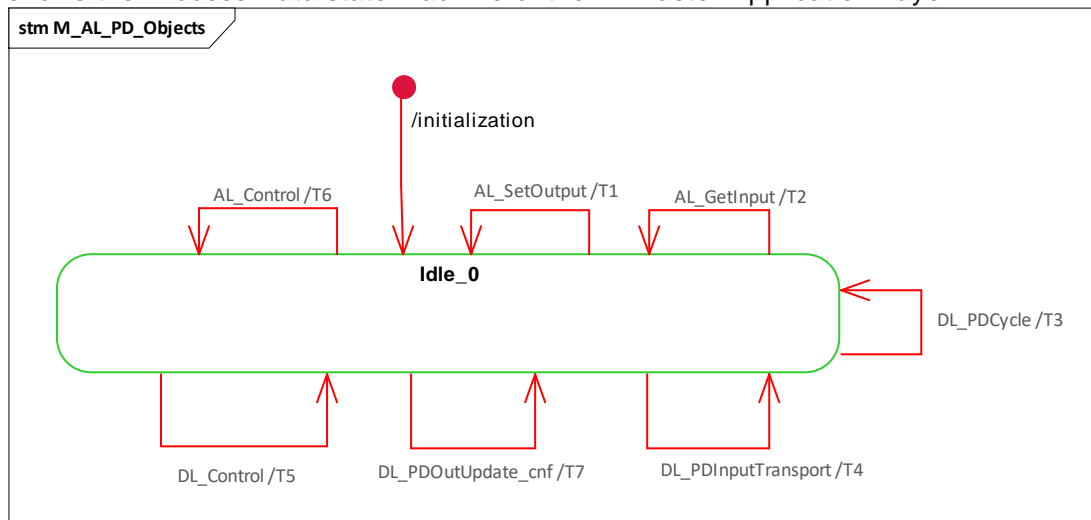 stm M_AL_PD_Objects
/initialization
AL_Control /T6
AL_SetOutput /T1
AL_GetInput /T2
Idle_0
DL_PDCycle /T3
DL_Control /T5
DL_PDOutUpdate_cnf /T7
DL_PDInputTransport /T4